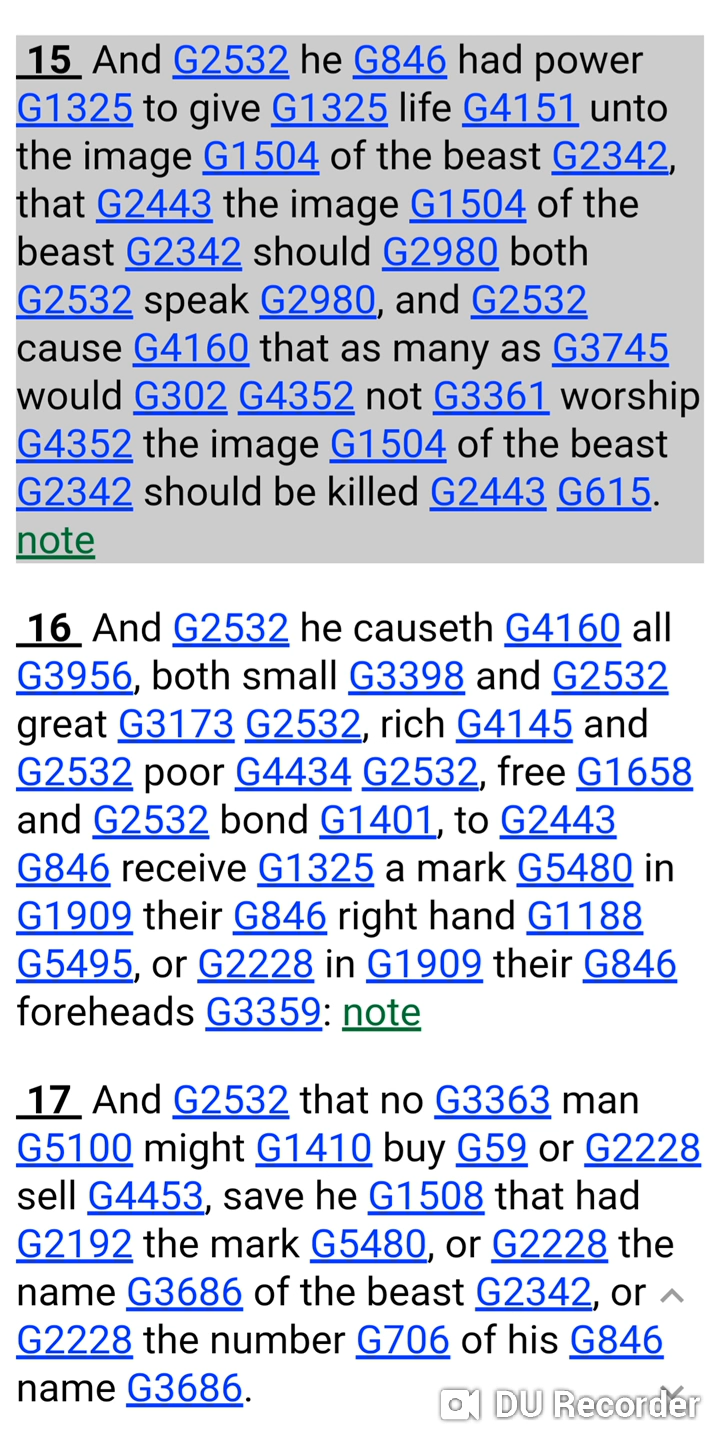 15 And G2532 he G846 had power
G1325 to give G1325 life G4151 unto
the image G1504 of the beast G2342,
that G2443 the image G1504 of the
beast G2342 should G2980 both
G2532 speak G2980, and G2532
cause G4160 that as many as G3745
would G302 G4352 not G3361 worship
G4352 the image G1504 of the beast
G2342 should be killed G2443 G615.
note
16 And G2532 he causeth G4160 all
G3956, both small G3398 and G2532
great G3173 G2532, rich G4145 and
G2532 poor G4434 G2532, free G1658
and G2532 bond G1401, to G2443
G846 receive G1325 a mark G5480 in
G1909 their G846 right hand G1188
G5495, or G2228 in G1909 their G846
foreheads G3359: note
17 And G2532 that no G3363 man
G5100 might G1410 buy G59 or G2228
sell G4453, save he G1508 that had
G2192 the mark G5480, or G2228 the
name G3686 of the beast G2342, or
G2228 the number G706 of his G846
name G3686.
DU Recorder